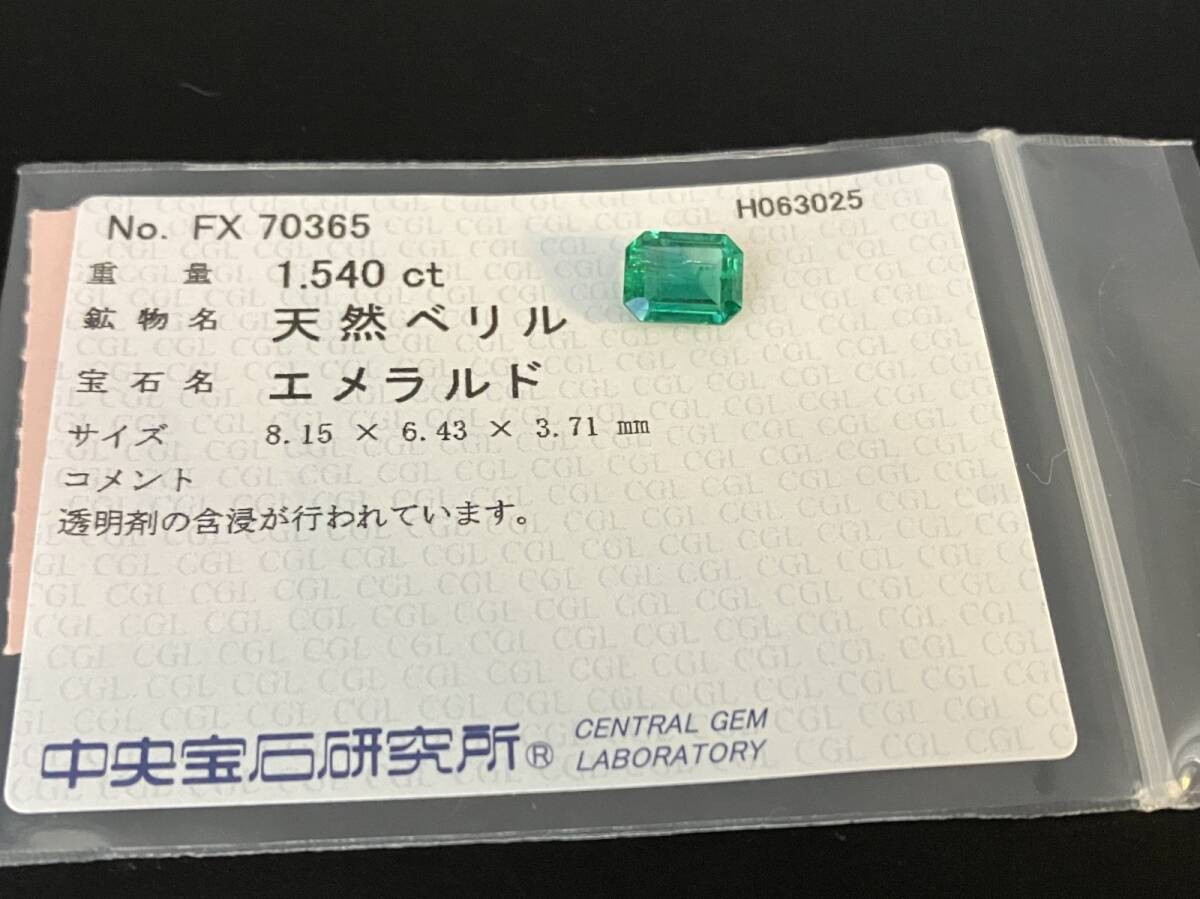 No. FX 70365
H063025
重量 1.540 ct
鉱物名 天然ベリル
宝石名 エメラルド
サイズ 8.15 × 6.43 × 3.71 mm
コメント
透明剤の含浸が行われています。
中央宝石研究所® CENTRAL GEM
LABORATORY